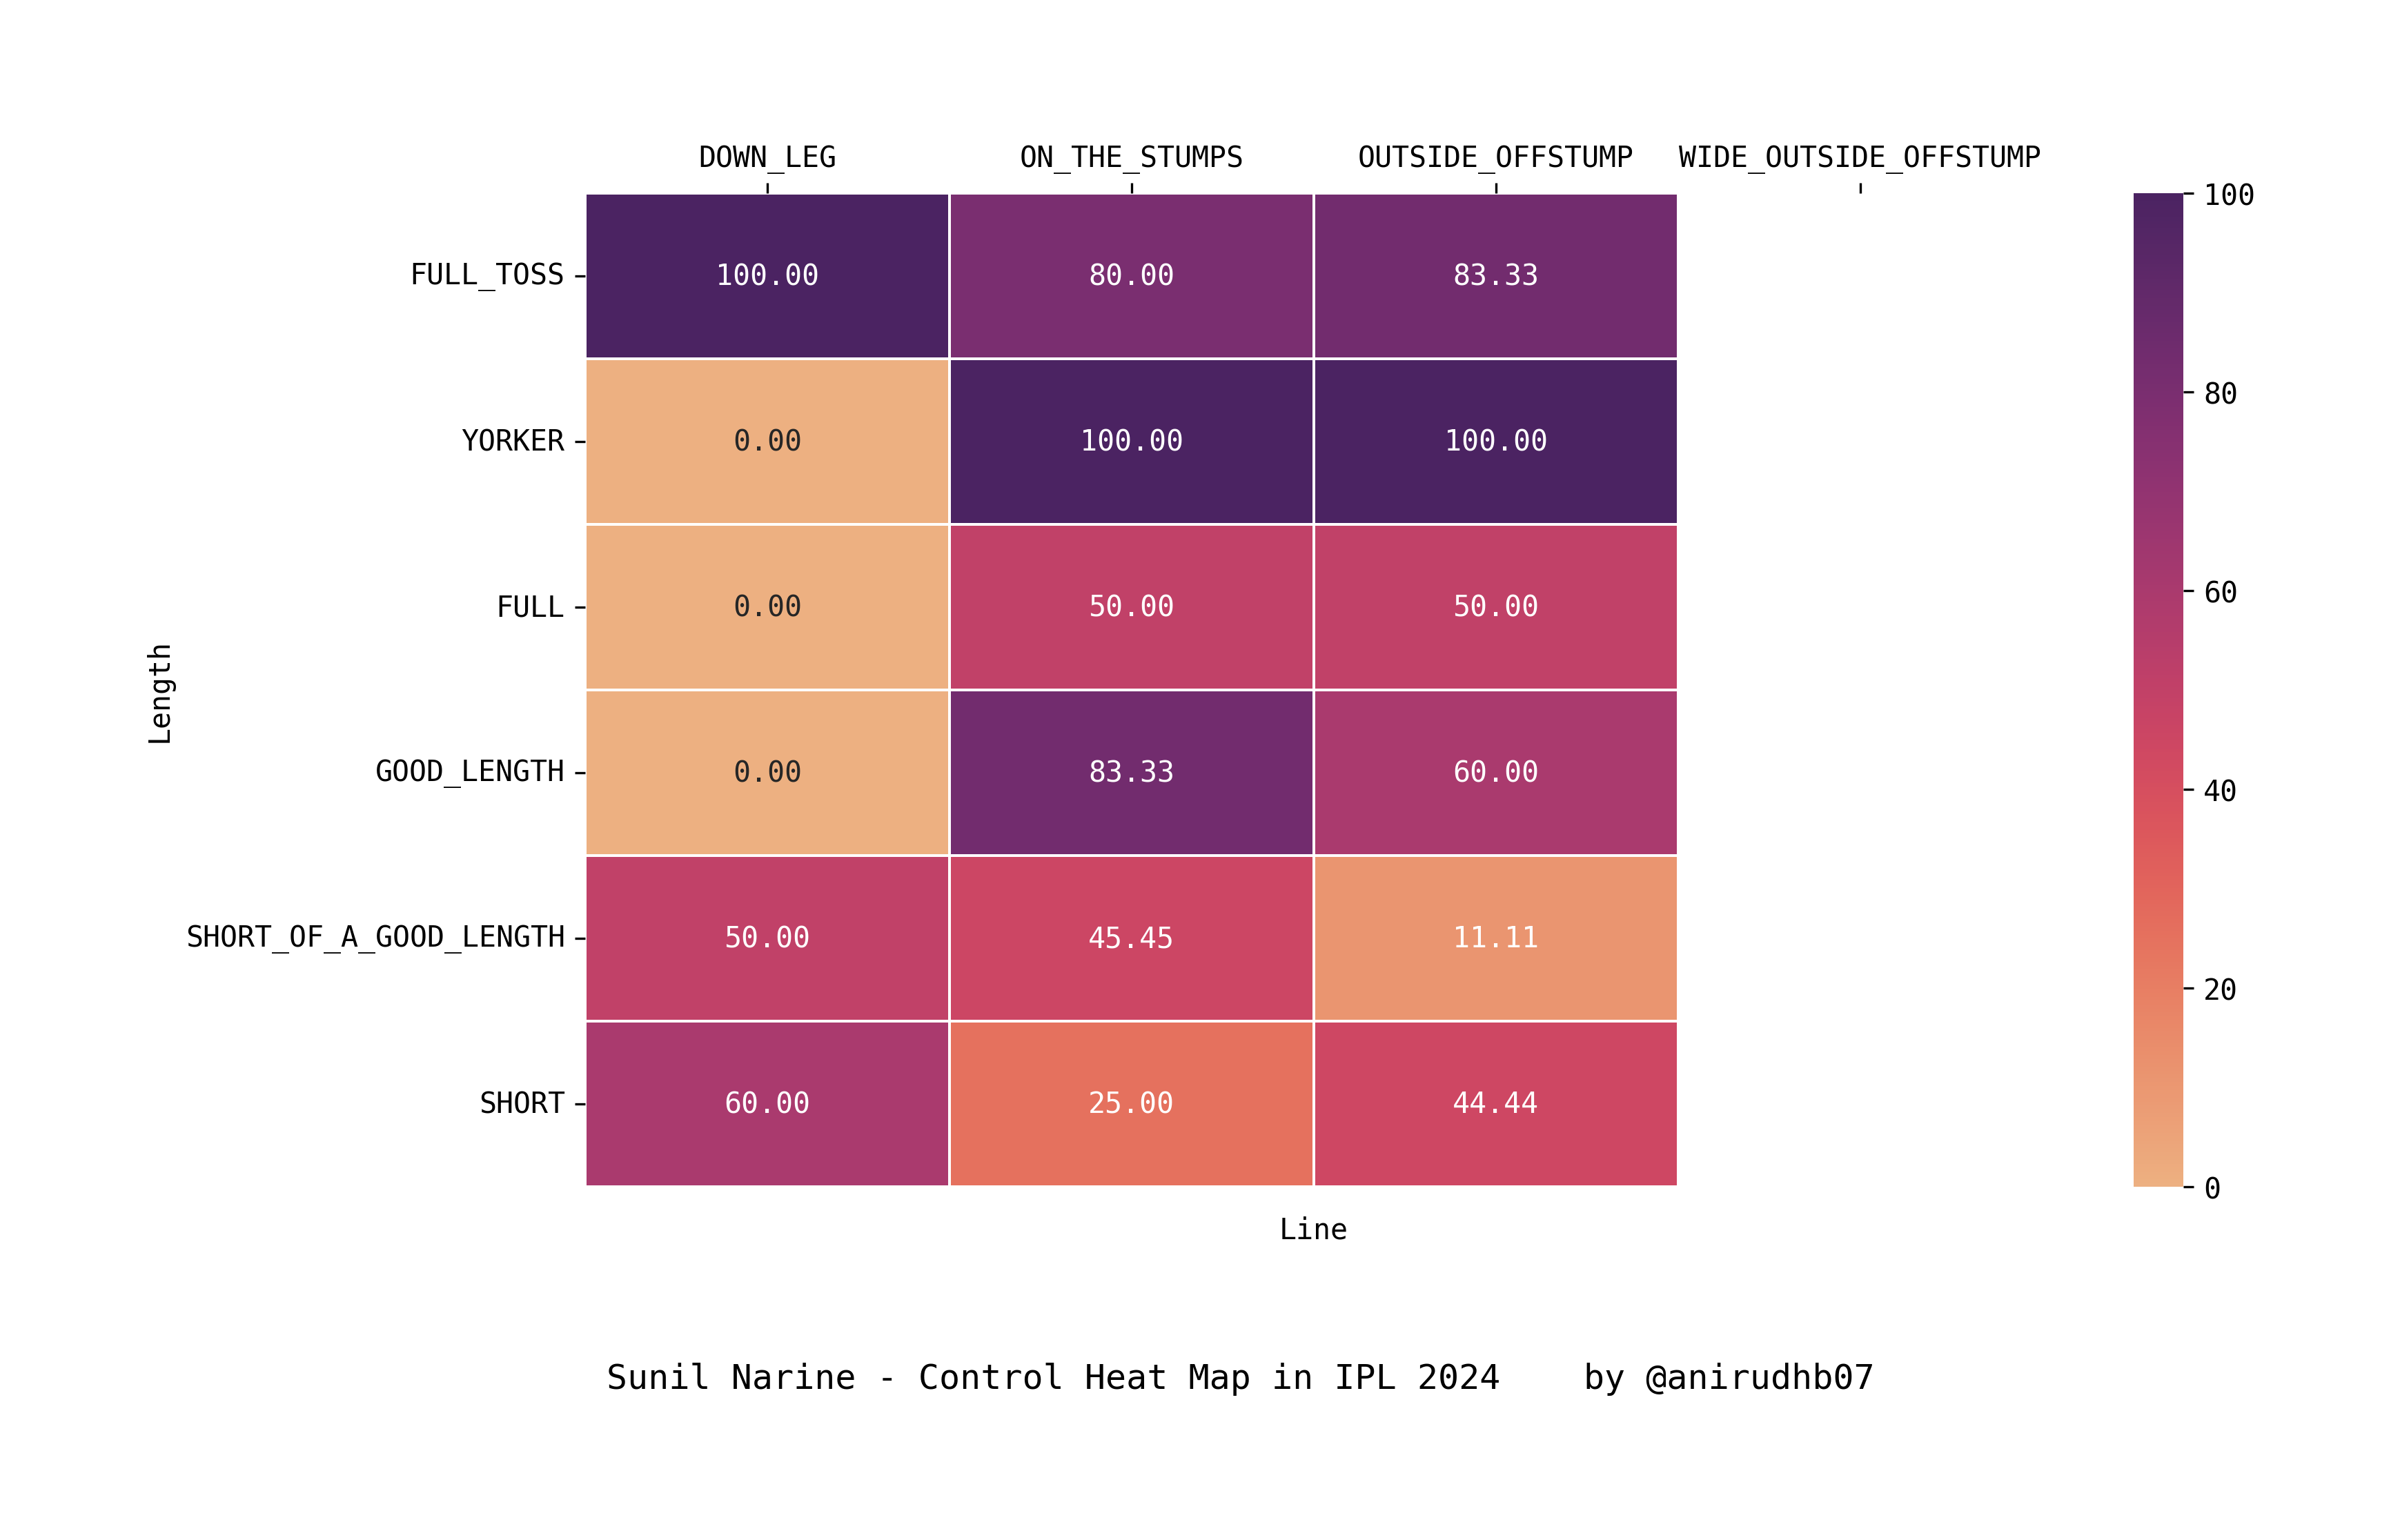 DOWN_LEG ON_THE_STUMPS OUTSIDE_OFFSTUMP WIDE_OUTSIDE_OFFSTUMP
100
FULL_TOSS 100.00 80.00 83.33
80
YORKER 0.00 100.00 100.00
60
FULL 0.00 50.00 50.00
Length
GOOD_LENGTH 0.00 83.33 60.00
40
SHORT_OF_A_GOOD_LENGTH 50.00 45.45 11.11
20
SHORT 60.00 25.00 44.44
0
Line
Sunil Narine - Control Heat Map in IPL 2024 by @anirudhb07